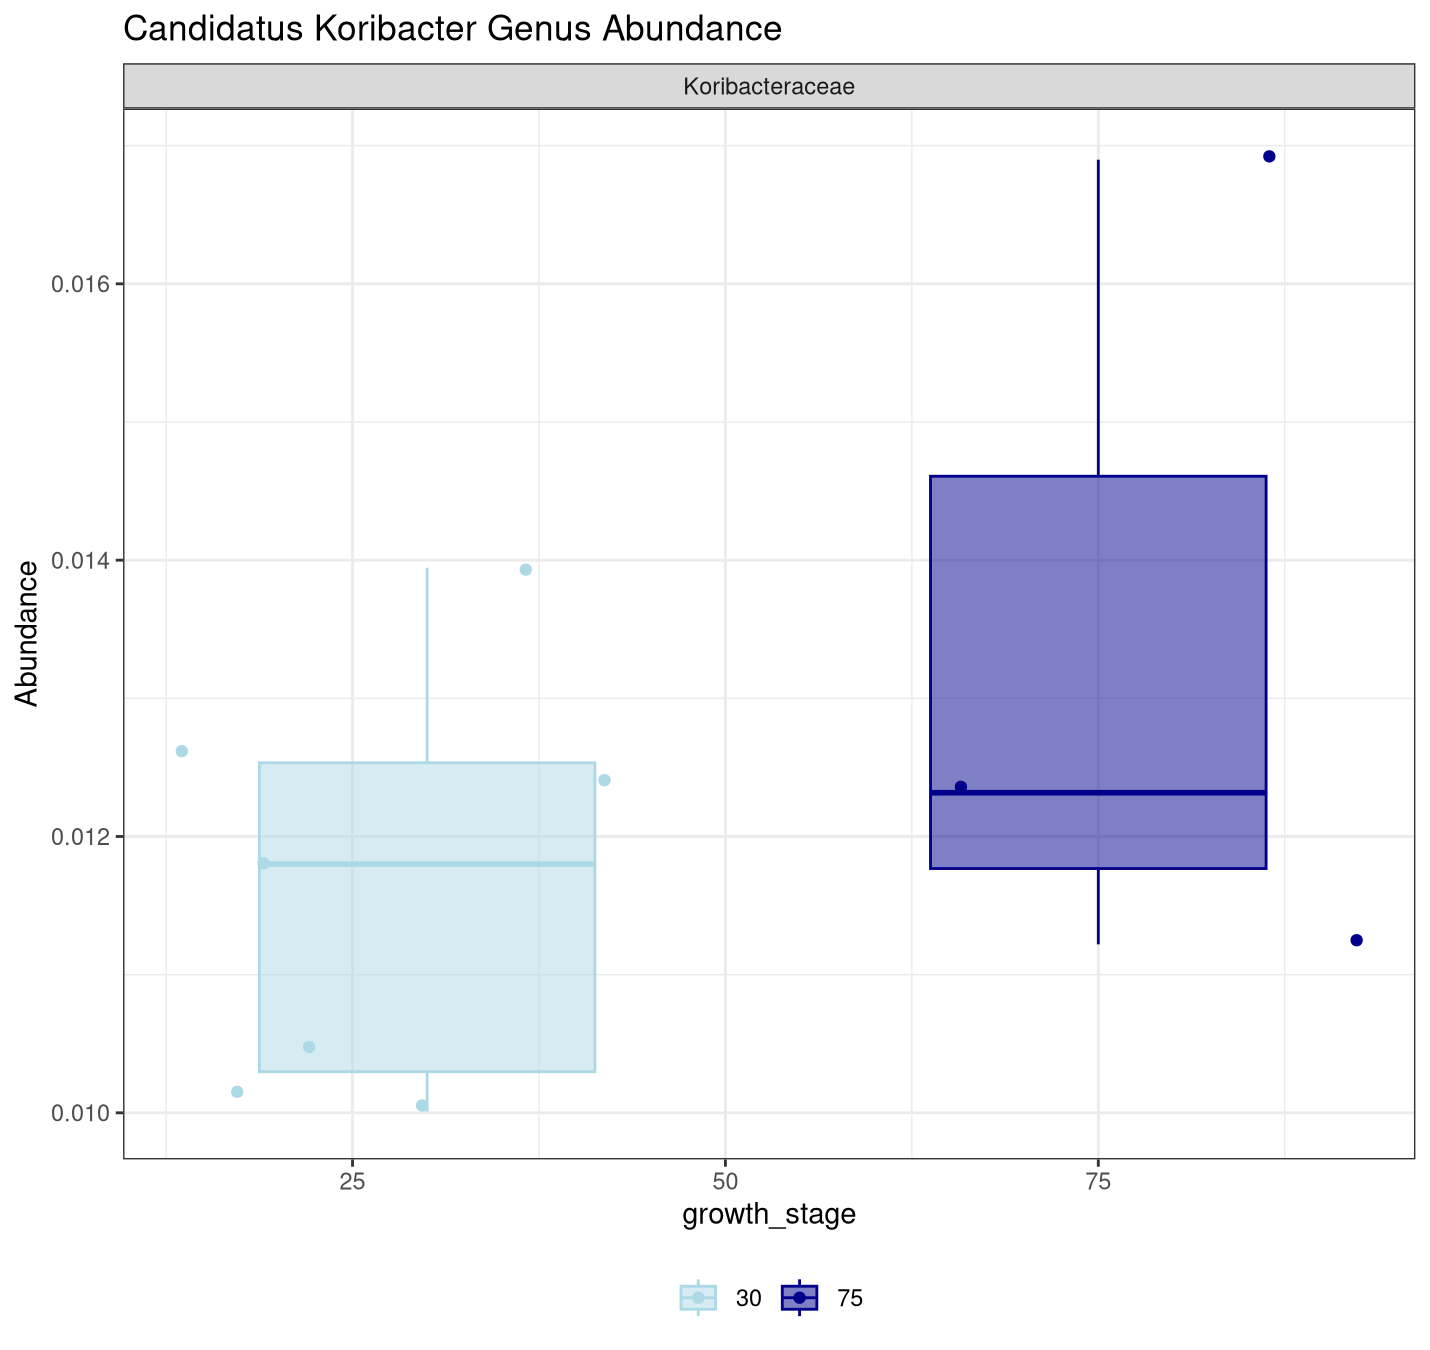 Candidatus Koribacter Genus Abundance
Koribacteraceae
Abundance
0.016
0.014
0.012
0.010
25 50 75
growth_stage
30 75